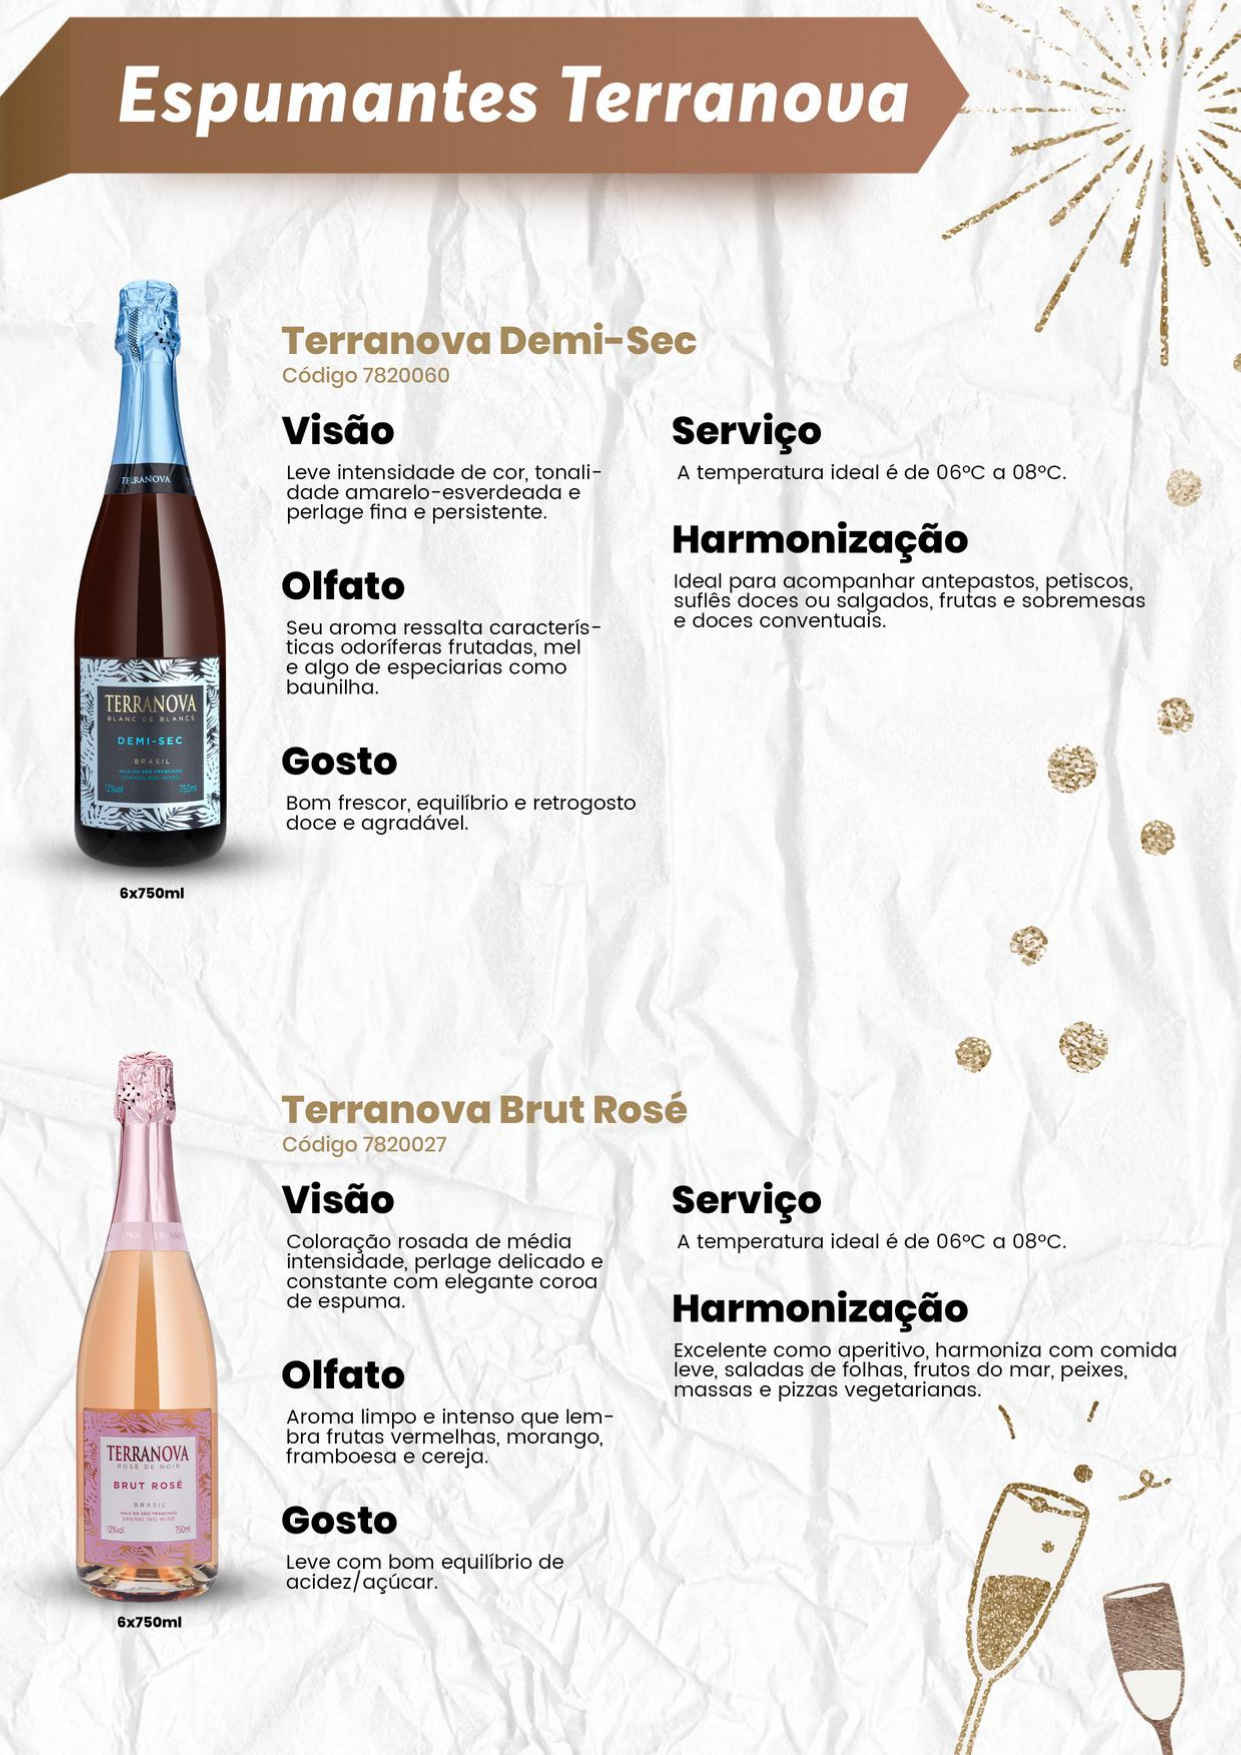 Espumantes Terranova
Terranova Demi-Sec
Código 7820060
Visão
Leve intensidade de cor, tonali-
dade amarelo-esverdeada e
perlage fina e persistente.
Olfato
Seu aroma ressalta caracterís-
ticas odoríferas frutadas, mel
e algo de especiarias como
baunilha.
Gosto
Bom frescor, equilíbrio e retrogosto
doce e agradável.
Serviço
A temperatura ideal é de 06ºC a 08ºC.
Harmonização
Ideal para acompanhar antepastos, petiscos,
suflês doces ou salgados, frutas e sobremesas
e doces conventuais.
TERRANOVA
TERRANOVA
BLANC DE BLANCS
DEMI-SEC
BRASIL
12%vol 750ml
6x750ml
Terranova Brut Rosé
Código 7820027
Visão
Coloração rosada de média
intensidade, perlage delicado e
constante com elegante coroa
de espuma.
Olfato
Aroma limpo e intenso que lem-
bra frutas vermelhas, morango,
framboesa e cereja.
Gosto
Leve com bom equilíbrio de
acidez/açúcar.
Serviço
A temperatura ideal é de 06ºC a 08ºC.
Harmonização
Excelente como aperitivo, harmoniza com comida
leve, saladas de folhas, frutos do mar, peixes,
massas e pizzas vegetarianas.
TERRANOVA
ROSÉ DE NOIR
BRUT ROSÉ
BRASIL
12%vol 750ml
6x750ml